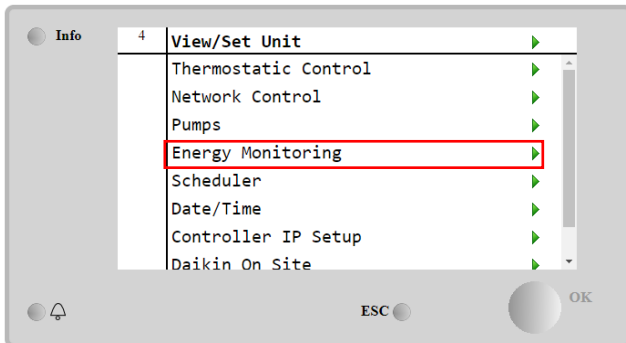 Info
4 View/Set Unit
Thermostatic Control
Network Control
Pumps
Energy Monitoring
Scheduler
Date/Time
Controller IP Setup
Daikin On Site
ESC
OK